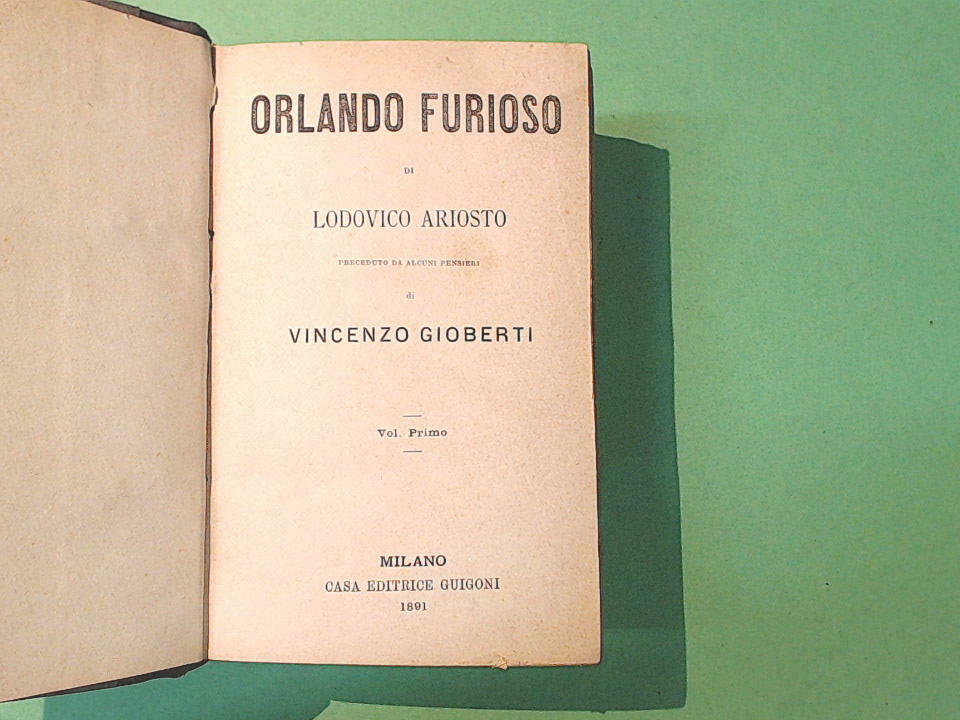 ORLANDO FURIOSO
DI
LODOVICO ARIOSTO
PRECEDUTO DA ALCUNI PENSIERI
di
VINCENZO GIOBERTI
Vol. Primo
MILANO
CASA EDITRICE GUIGONI
1891